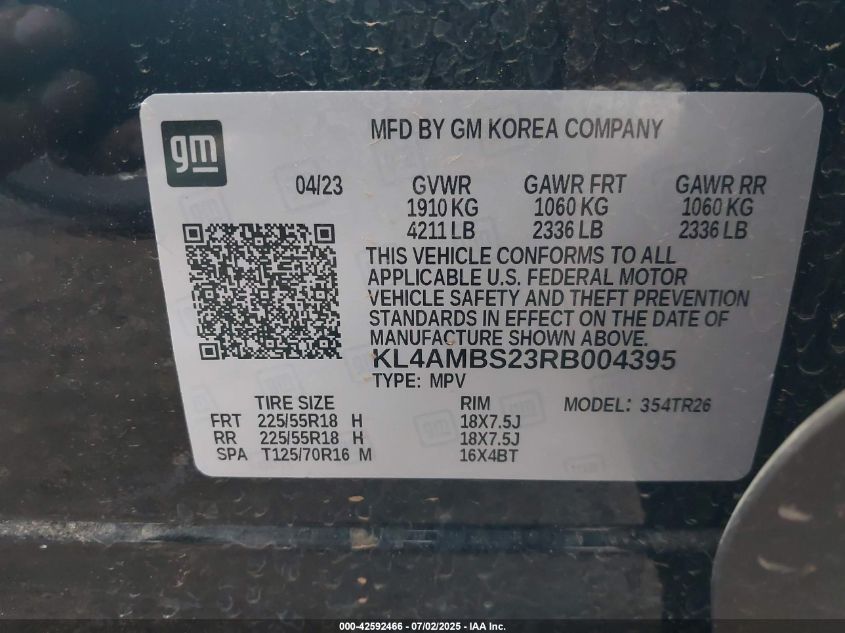 gm
MFD BY GM KOREA COMPANY
04/23 GVWR GAWR FRT GAWR RR
1910 KG 1060 KG 1060 KG
4211 LB 2336 LB 2336 LB
THIS VEHICLE CONFORMS TO ALL
APPLICABLE U.S. FEDERAL MOTOR
VEHICLE SAFETY AND THEFT PREVENTION
STANDARDS IN EFFECT ON THE DATE OF
MANUFACTURE SHOWN ABOVE.
KL4AMBS23RB004395
TYPE: MPV
TIRE SIZE RIM MODEL: 354TR26
FRT 225/55R18 H 18X7.5J
RR 225/55R18 H 18X7.5J
SPA T125/70R16 M 16X4BT
000-42592466 - 07/02/2025 - IAA Inc.